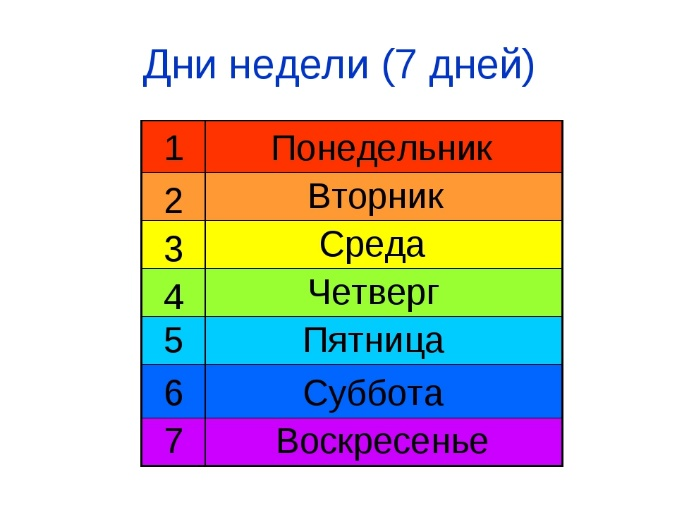 Дни недели (7 дней)
1 Понедельник
2 Вторник
3 Среда
4 Четверг
5 Пятница
6 Суббота
7 Воскресенье